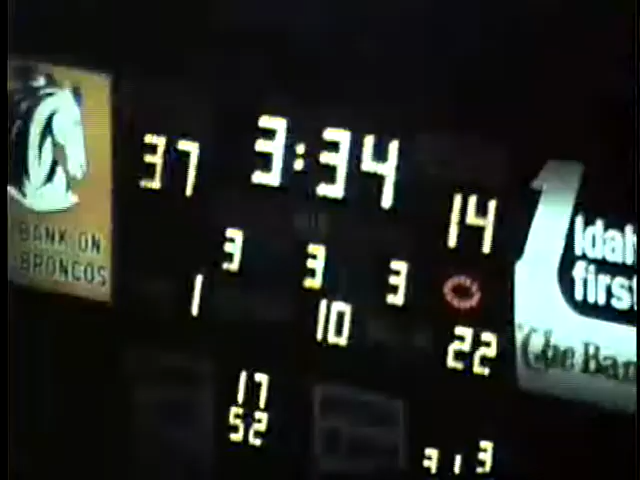 37 3:34 14
3 3 3
1 10 22
17
52
3 1 3
BANK ON
BRONCOS
1
Idah
first
The Ban